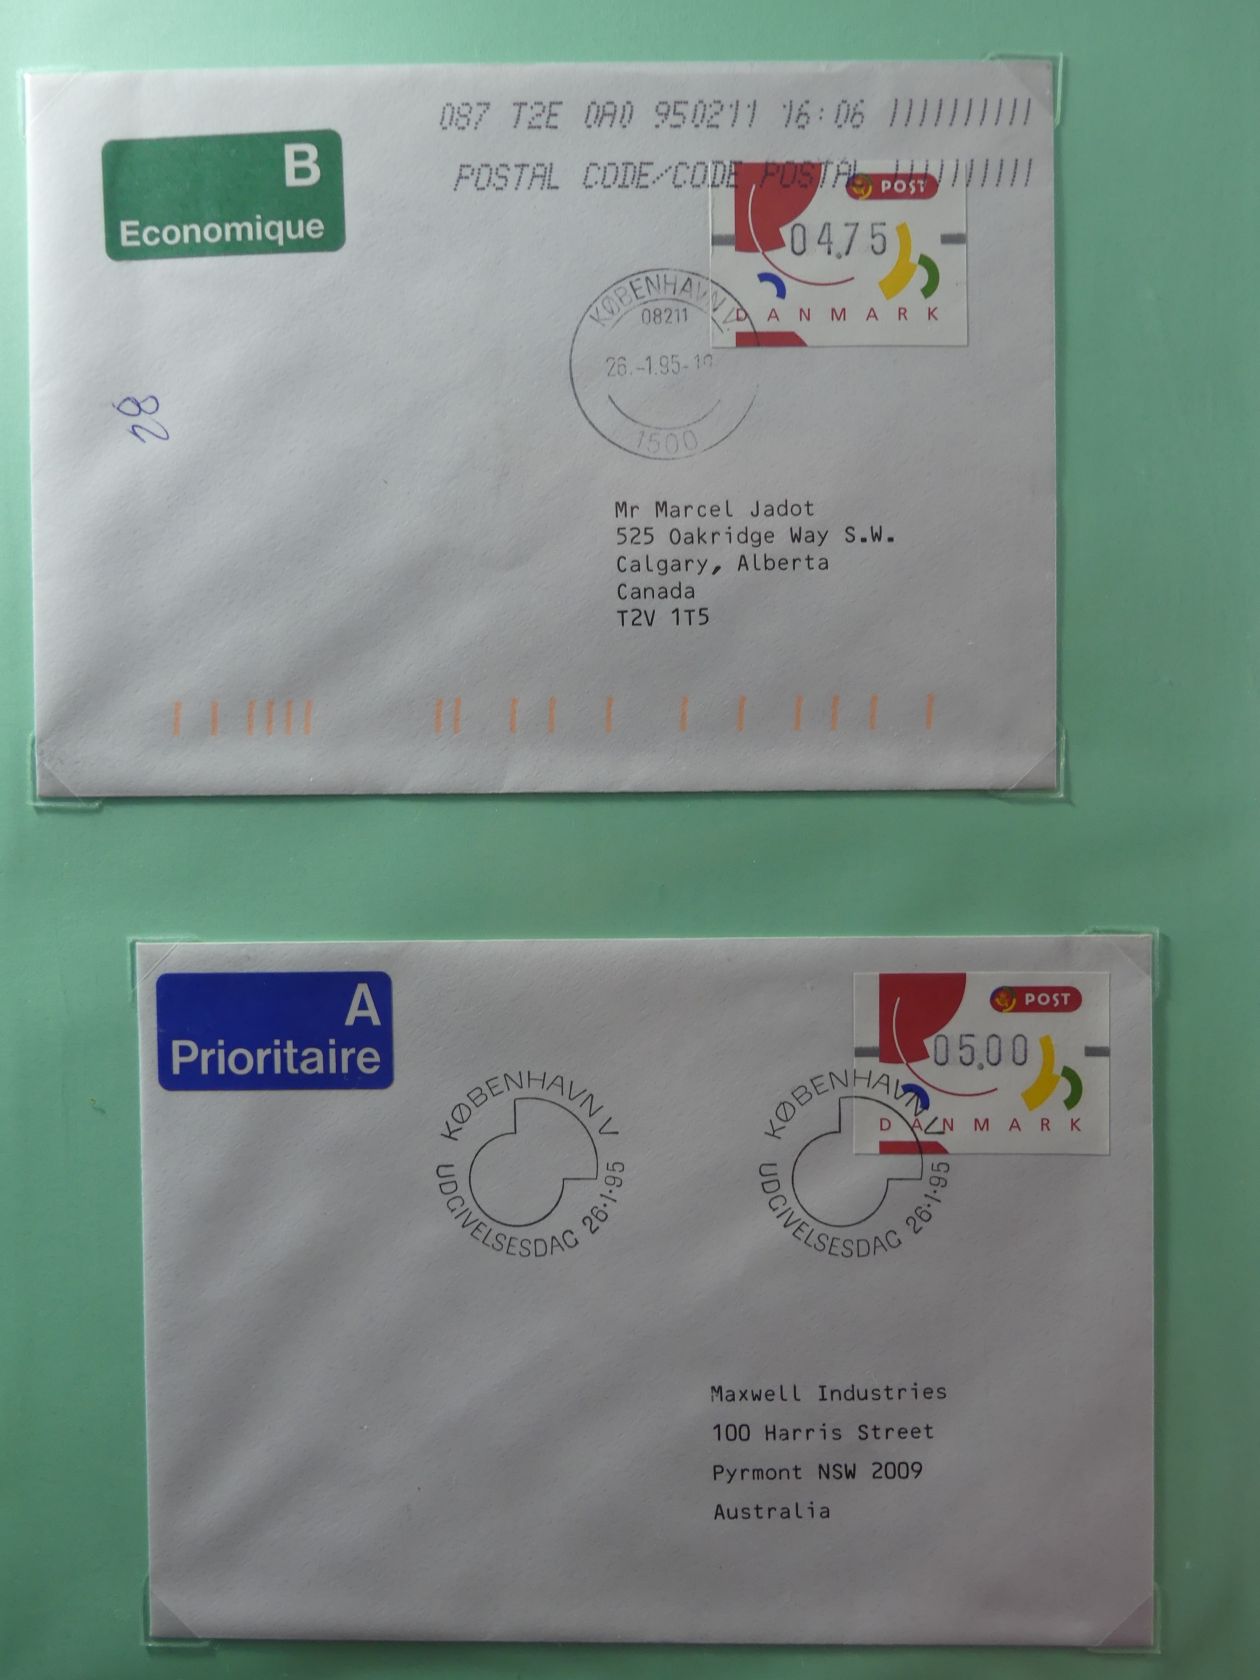 087 T2E 0A0 950211 16:06
POSTAL CODE/CODE POSTAL
B
Economique
POST
04.75
DANMARK
KØBENHAVN V.
08211
26.-1.95-
1500
28
Mr Marcel Jadot
525 Oakridge Way S.W.
Calgary, Alberta
Canada
T2V 1T5
A
Prioritaire
POST
05.00
DANMARK
KØBENHAVN V
UDGIVELSESDAG 26·1·95
KØBENHAVN V
UDGIVELSESDAG 26·1·95
Maxwell Industries
100 Harris Street
Pyrmont NSW 2009
Australia